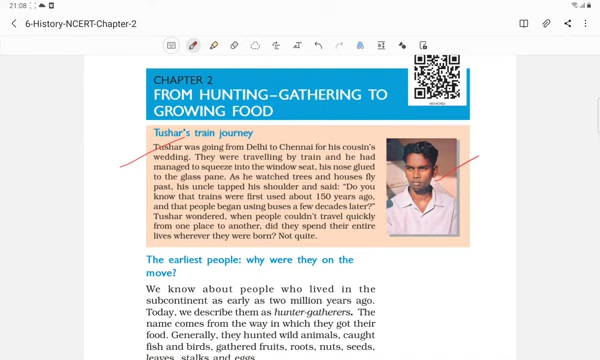 21:08
6-History-NCERT-Chapter-2
CHAPTER 2
FROM HUNTING–GATHERING TO
GROWING FOOD
Tushar's train journey
Tushar was going from Delhi to Chennai for his cousin's
wedding. They were travelling by train and he had
managed to squeeze into the window seat, his nose glued
to the glass pane. As he watched trees and houses fly
past, his uncle tapped his shoulder and said: “Do you
know that trains were first used about 150 years ago,
and that people began using buses a few decades later?”
Tushar wondered, when people couldn't travel quickly
from one place to another, did they spend their entire
lives wherever they were born? Not quite.
The earliest people: why were they on the
move?
We know about people who lived in the
subcontinent as early as two million years ago.
Today, we describe them as hunter-gatherers. The
name comes from the way in which they got their
food. Generally, they hunted wild animals, caught
fish and birds, gathered fruits, roots, nuts, seeds,
leaves, stalks and eggs.